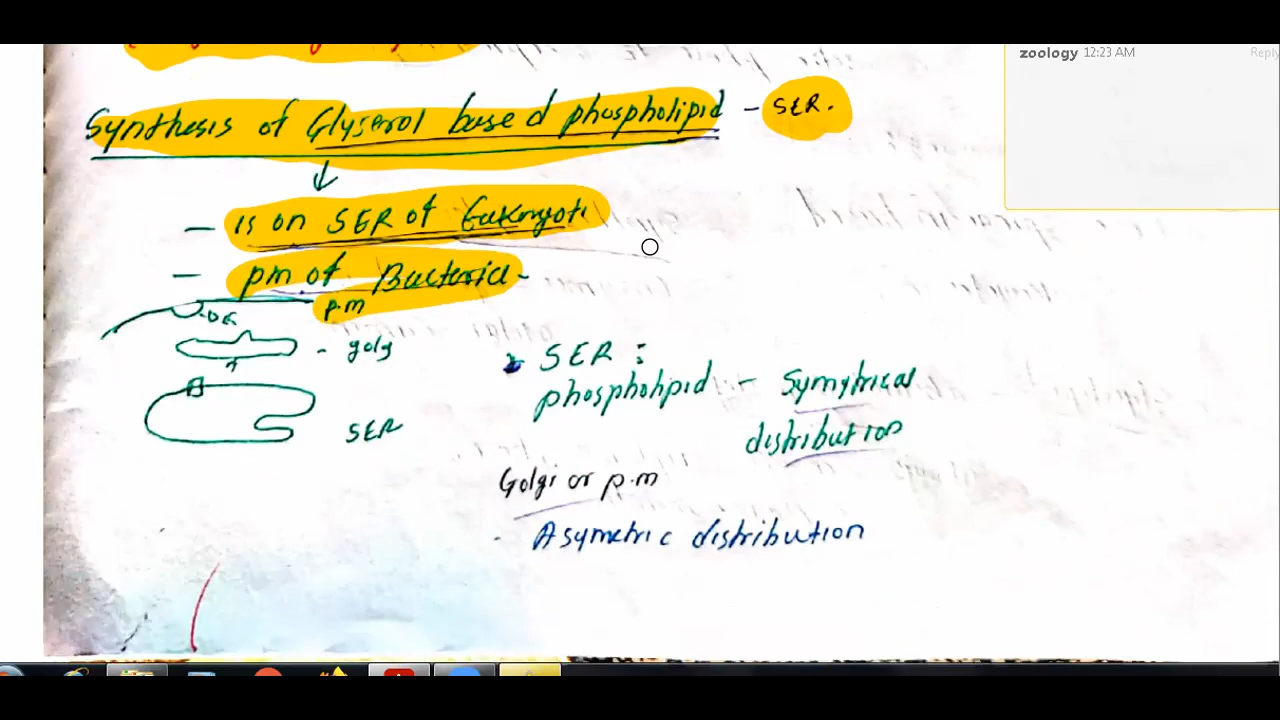 zoology 12:23 AM Reply
Synthesis of Glyserol based phospholipid - SER.
- is on SER of Eukaryoti
- pm of Bacteria -
p.m
- golg
SER
SER :
phospholipid - Symytrical
distribution
Golgi or p.m
- Asymetric distribution